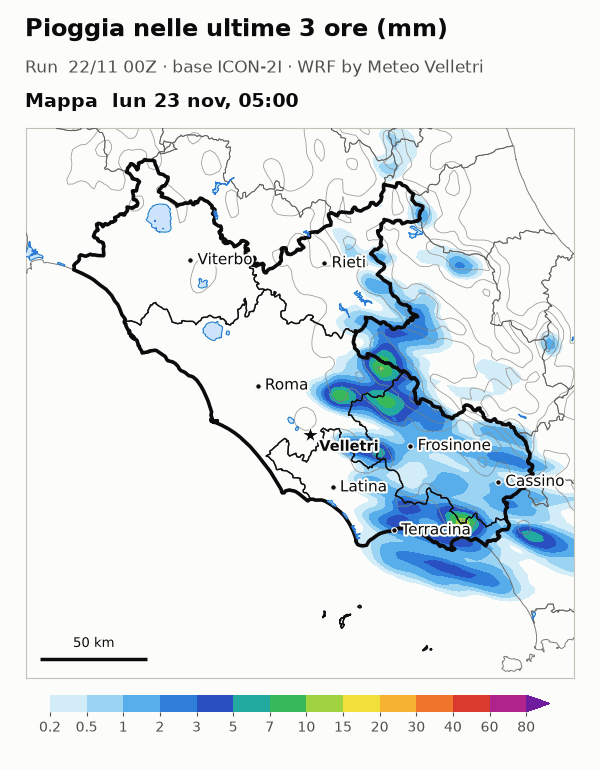 Pioggia nelle ultime 3 ore (mm)
Run  22/11 00Z · base ICON-2I · WRF by Meteo Velletri
Mappa  lun 23 nov, 05:00
Viterbo
Rieti
Roma
Velletri
Frosinone
Latina
Cassino
Terracina
50 km
0.2 0.5 1 2 3 5 7 10 15 20 30 40 60 80